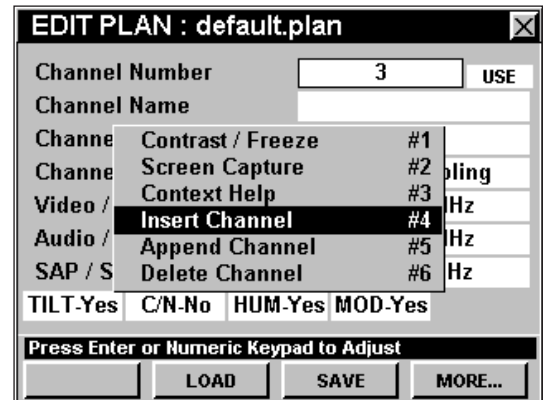 EDIT PLAN : default.plan
Channel Number 3 USE
Channel Name
Channe
Channe pling
Video / Hz
Audio / Hz
SAP / S Hz
Contrast / Freeze #1
Screen Capture #2
Context Help #3
Insert Channel #4
Append Channel #5
Delete Channel #6
TILT-Yes C/N-No HUM-Yes MOD-Yes
Press Enter or Numeric Keypad to Adjust
LOAD SAVE MORE...